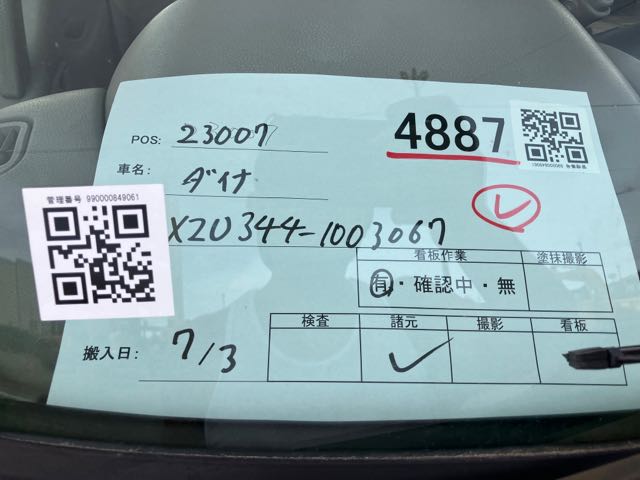 POS: 23007
4887
車名: ダイナ
管理番号 990000849061
XZU344-1003067
看板作業
塗抹撮影
有・確認中・無
検査
諸元
撮影
看板
搬入日: 7/3